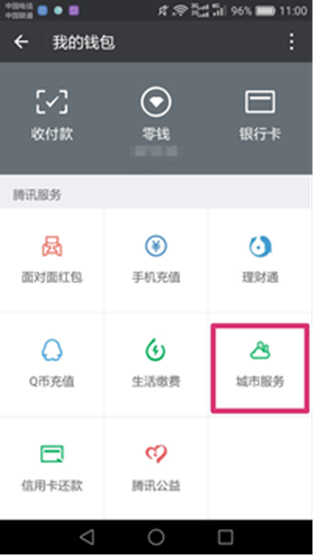 中国电信
中国联通
96% 11:00
我的钱包
收付款 零钱 银行卡
腾讯服务
面对面红包 手机充值 理财通
Q币充值 生活缴费 城市服务
信用卡还款 腾讯公益